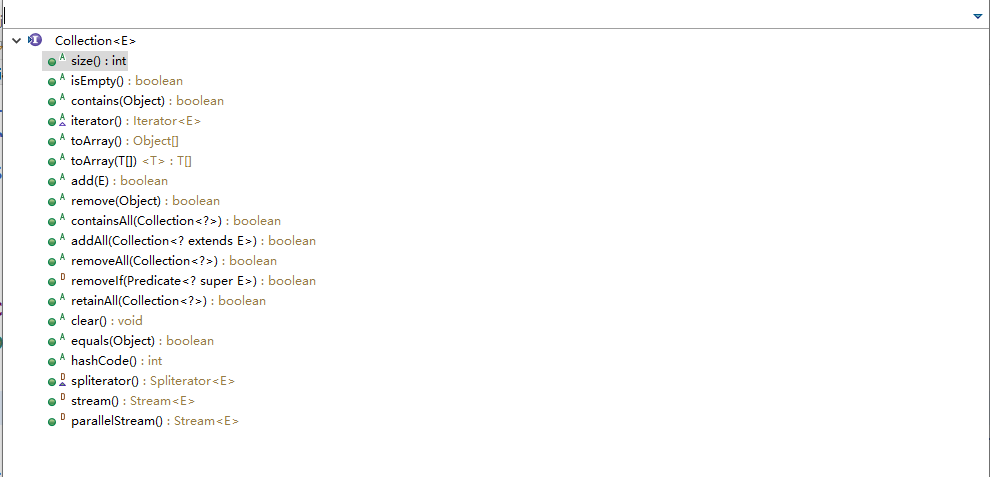 Collection<E>
A size() : int
A isEmpty() : boolean
A contains(Object) : boolean
A iterator() : Iterator<E>
A toArray() : Object[]
A toArray(T[]) <T> : T[]
A add(E) : boolean
A remove(Object) : boolean
A containsAll(Collection<?>) : boolean
A addAll(Collection<? extends E>) : boolean
A removeAll(Collection<?>) : boolean
D removeIf(Predicate<? super E>) : boolean
A retainAll(Collection<?>) : boolean
A clear() : void
A equals(Object) : boolean
A hashCode() : int
D spliterator() : Spliterator<E>
D stream() : Stream<E>
D parallelStream() : Stream<E>